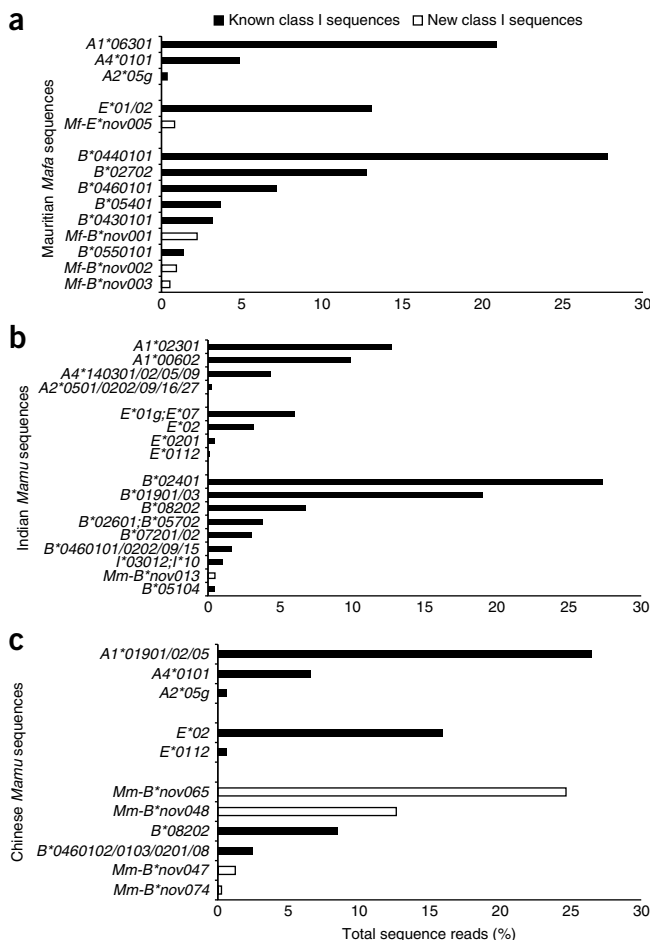 a
Known class I sequences New class I sequences
Mauritian Mafa sequences
A1*06301
A4*0101
A2*05g
E*01/02
Mf-E*nov005
B*0440101
B*02702
B*0460101
B*05401
B*0430101
Mf-B*nov001
B*0550101
Mf-B*nov002
Mf-B*nov003
0 5 10 15 20 25 30
b
Indian Mamu sequences
A1*02301
A1*00602
A4*140301/02/05/09
A2*0501/0202/09/16/27
E*01g;E*07
E*02
E*0201
E*0112
B*02401
B*01901/03
B*08202
B*02601;B*05702
B*07201/02
B*0460101/0202/09/15
I*03012;I*10
Mm-B*nov013
B*05104
0 5 10 15 20 25 30
c
Chinese Mamu sequences
A1*01901/02/05
A4*0101
A2*05g
E*02
E*0112
Mm-B*nov065
Mm-B*nov048
B*08202
B*0460102/0103/0201/08
Mm-B*nov047
Mm-B*nov074
0 5 10 15 20 25 30
Total sequence reads (%)